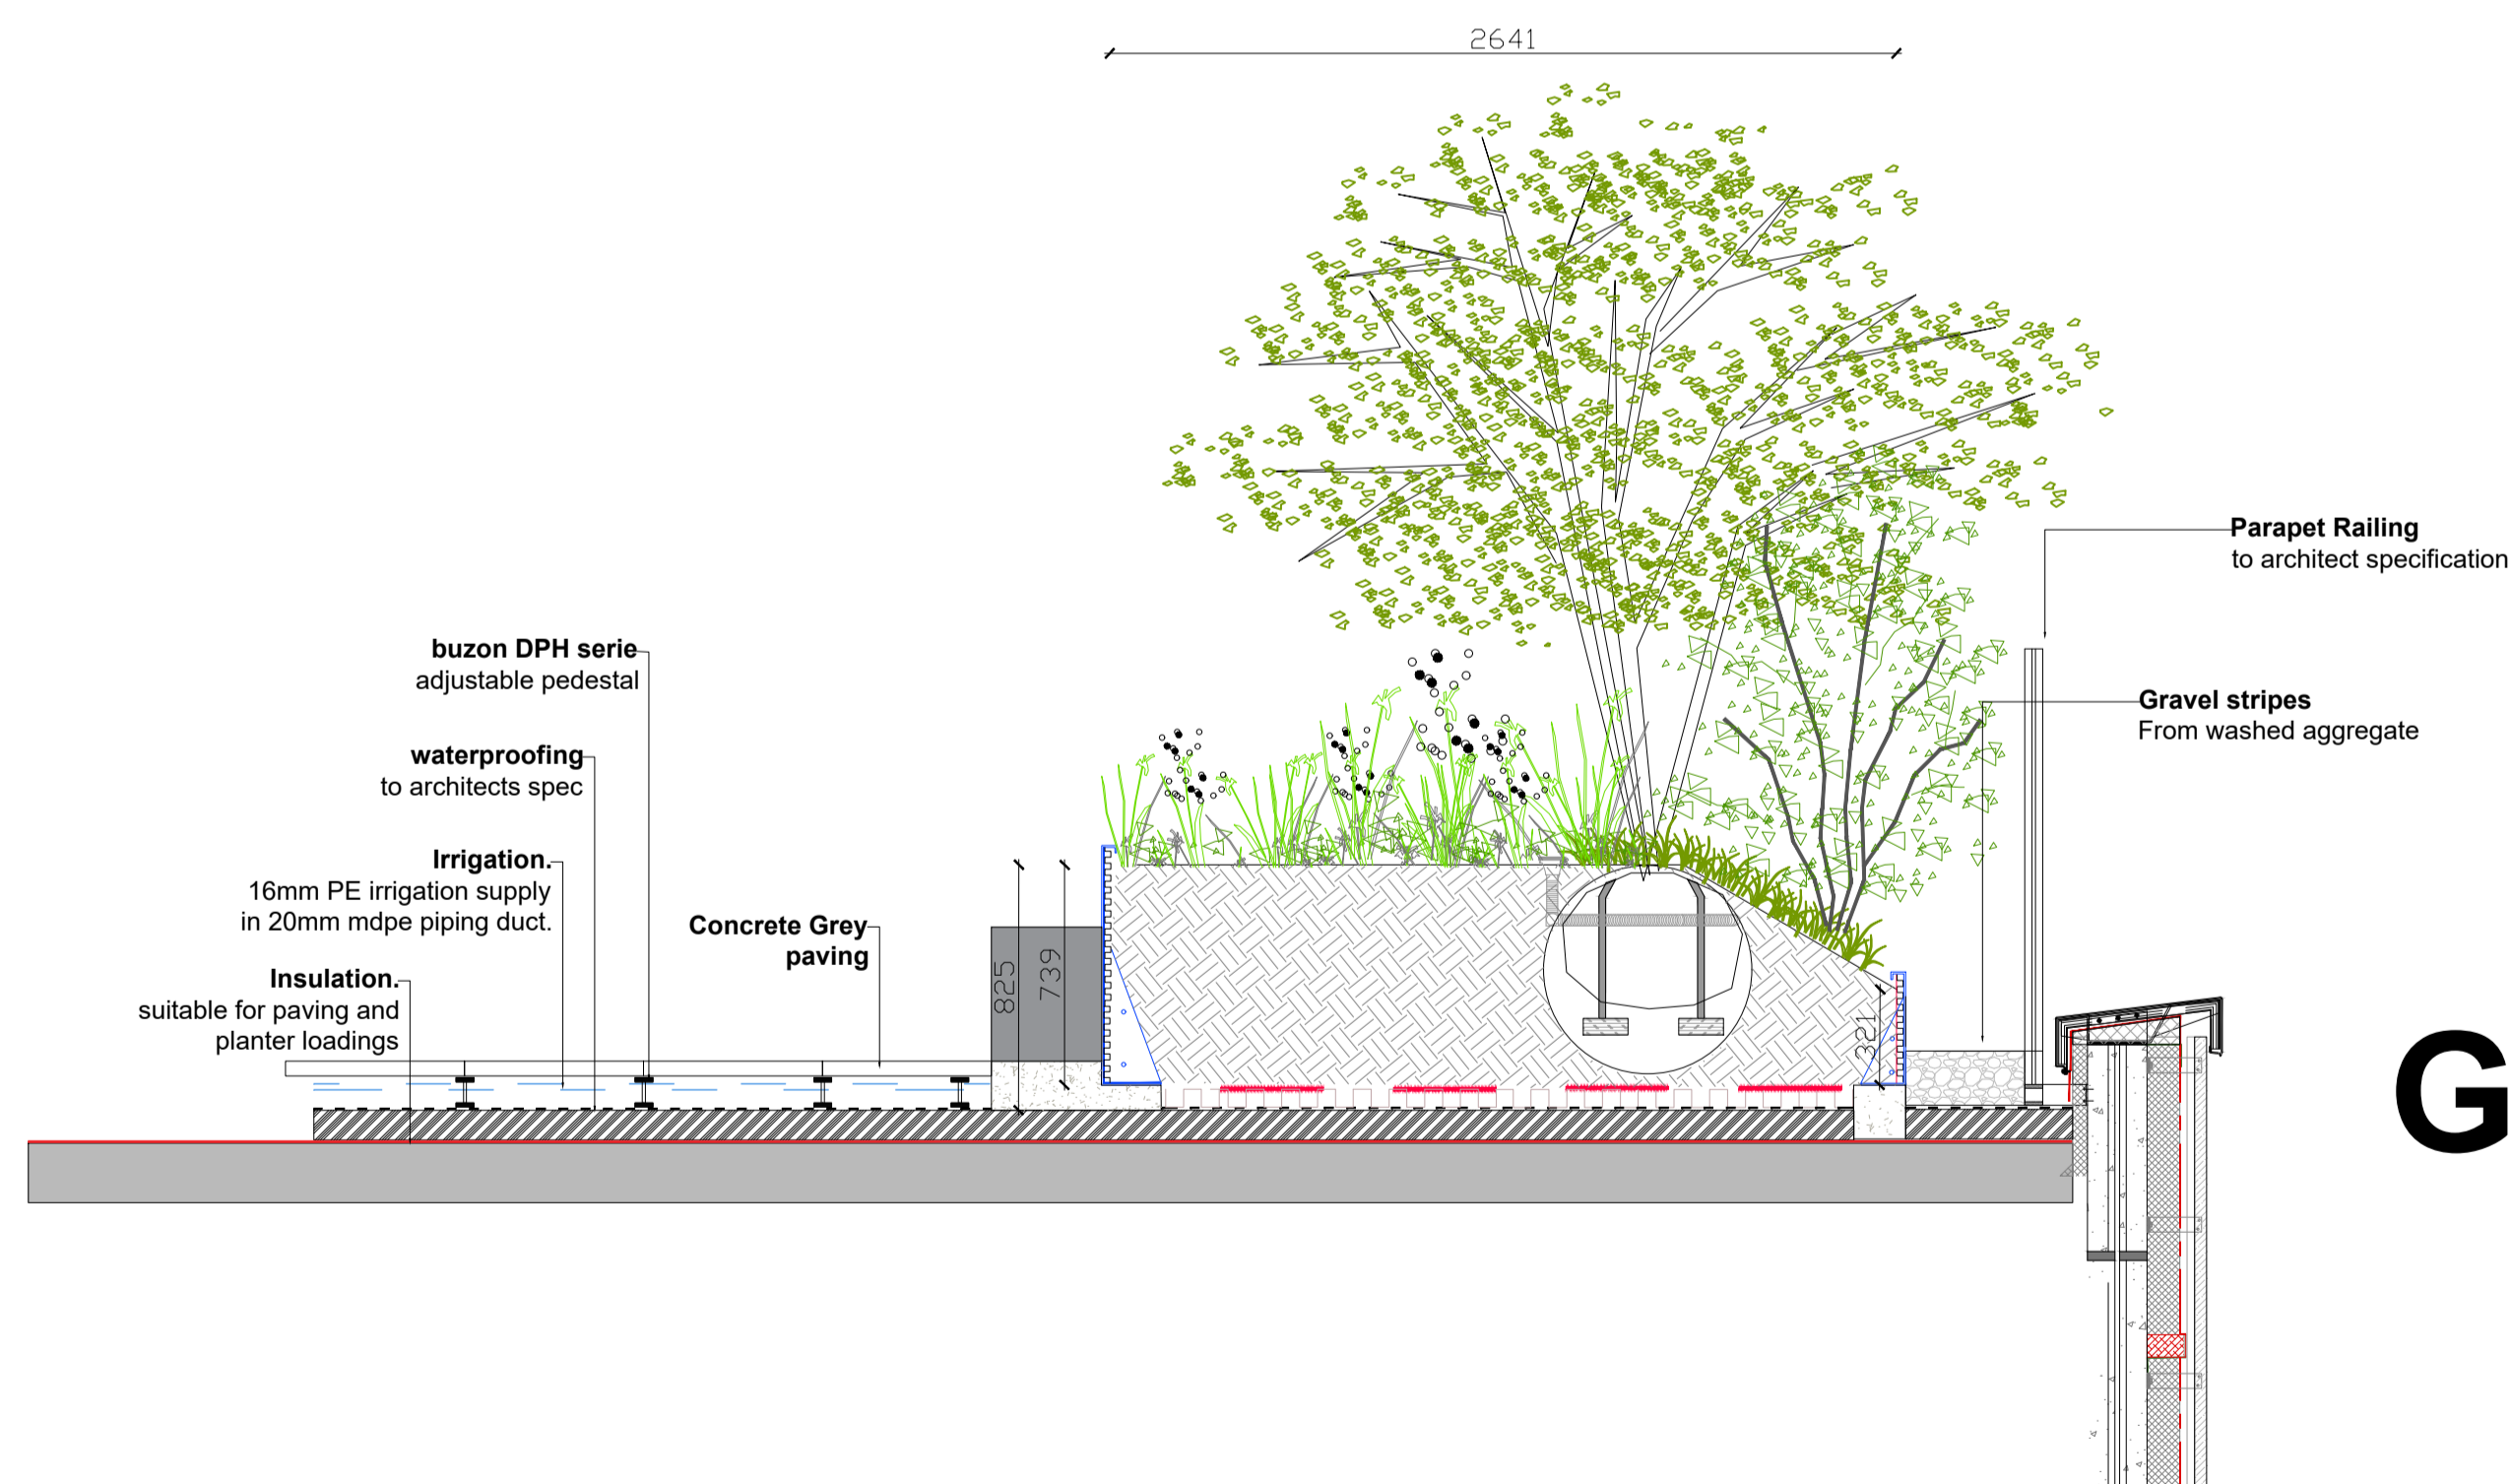 2641
Parapet Railing
to architect specification
buzon DPH serie
adjustable pedestal
Gravel stripes
From washed aggregate
waterproofing
to architects spec
Irrigation.
16mm PE irrigation supply
in 20mm mdpe piping duct.
Concrete Grey
paving
Insulation.
suitable for paving and
planter loadings
825
739
321
G